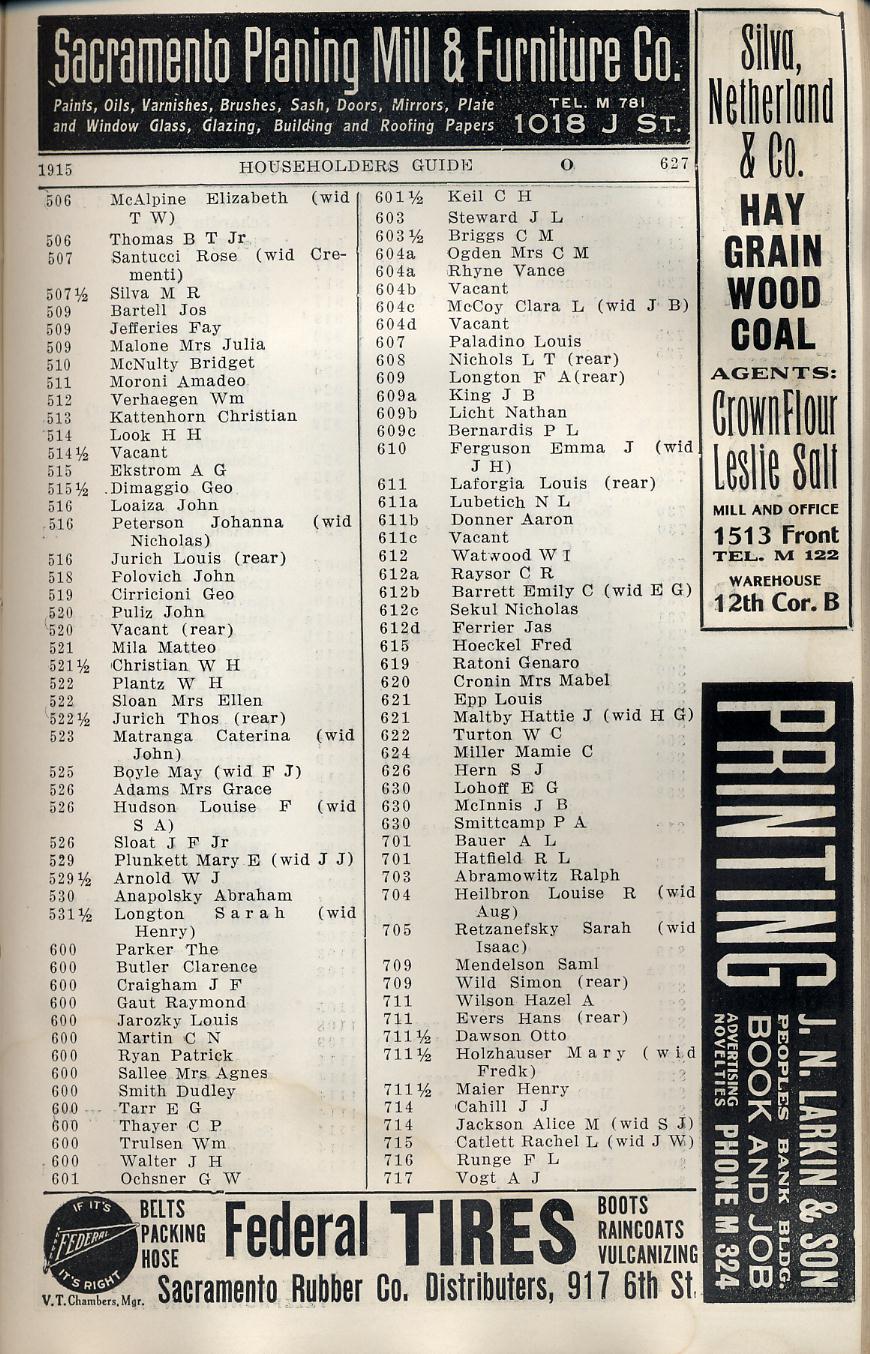 Sacramento Planing Mill & Furniture Co.
Paints, Oils, Varnishes, Brushes, Sash, Doors, Mirrors, Plate
and Window Glass, Glazing, Building and Roofing Papers
TEL. M 781
1018 J ST.
1915 HOUSEHOLDERS GUIDE O 627
506 McAlpine Elizabeth (wid
T W)
506 Thomas B T Jr
507 Santucci Rose (wid Cre-
menti)
507½ Silva M R
509 Bartell Jos
509 Jefferies Fay
509 Malone Mrs Julia
510 McNulty Bridget
511 Moroni Amadeo
512 Verhaegen Wm
513 Kattenhorn Christian
514 Look H H
514½ Vacant
515 Ekstrom A G
515½ Dimaggio Geo
516 Loaiza John
516 Peterson Johanna (wid
Nicholas)
516 Jurich Louis (rear)
518 Polovich John
519 Cirricioni Geo
520 Puliz John
520 Vacant (rear)
521 Mila Matteo
521½ Christian W H
522 Plantz W H
522 Sloan Mrs Ellen
522½ Jurich Thos (rear)
523 Matranga Caterina (wid
John)
525 Boyle May (wid F J)
526 Adams Mrs Grace
526 Hudson Louise F (wid
S A)
526 Sloat J F Jr
529 Plunkett Mary E (wid J J)
529½ Arnold W J
530 Anapolsky Abraham
531½ Longton Sarah (wid
Henry)
600 Parker The
600 Butler Clarence
600 Craigham J F
600 Gaut Raymond
600 Jarozky Louis
600 Martin C N
600 Ryan Patrick
600 Sallee Mrs Agnes
600 Smith Dudley
600 Tarr E G
600 Thayer C P
600 Trulsen Wm
600 Walter J H
601 Ochsner G W
601½ Keil C H
603 Steward J L
603½ Briggs C M
604a Ogden Mrs C M
604a Rhyne Vance
604b Vacant
604c McCoy Clara L (wid J B)
604d Vacant
607 Paladino Louis
608 Nichols L T (rear)
609 Longton F A(rear)
609a King J B
609b Licht Nathan
609c Bernardis P L
610 Ferguson Emma J (wid
J H)
611 Laforgia Louis (rear)
611a Lubetich N L
611b Donner Aaron
611c Vacant
612 Watwood W I
612a Raysor C R
612b Barrett Emily C (wid E G)
612c Sekul Nicholas
612d Ferrier Jas
615 Hoeckel Fred
619 Ratoni Genaro
620 Cronin Mrs Mabel
621 Epp Louis
621 Maltby Hattie J (wid H G)
622 Turton W C
624 Miller Mamie C
626 Hern S J
630 Lohoff E G
630 McInnis J B
630 Smittcamp P A
701 Bauer A L
701 Hatfield R L
703 Abramowitz Ralph
704 Heilbron Louise R (wid
Aug)
705 Retzanefsky Sarah (wid
Isaac)
709 Mendelson Saml
709 Wild Simon (rear)
711 Wilson Hazel A
711 Evers Hans (rear)
711½ Dawson Otto
711½ Holzhauser Mary (wid
Fredk)
711½ Maier Henry
714 Cahill J J
714 Jackson Alice M (wid S J)
715 Catlett Rachel L (wid J W)
716 Runge F L
717 Vogt A J
Silva,
Netherland
& Co.
HAY
GRAIN
WOOD
COAL
AGENTS:
Crown Flour
Leslie Salt
MILL AND OFFICE
1513 Front
TEL. M 122
WAREHOUSE
12th Cor. B
PRINTING
J. N. LARKIN & SON
PEOPLES BANK BLDG.
BOOK AND JOB
ADVERTISING
NOVELTIES
PHONE M 324
IF IT'S
FEDERAL
IT'S RIGHT
V.T. Chambers, Mgr.
BELTS
PACKING
HOSE
Federal TIRES
BOOTS
RAINCOATS
VULCANIZING
Sacramento Rubber Co. Distributers, 917 6th St.